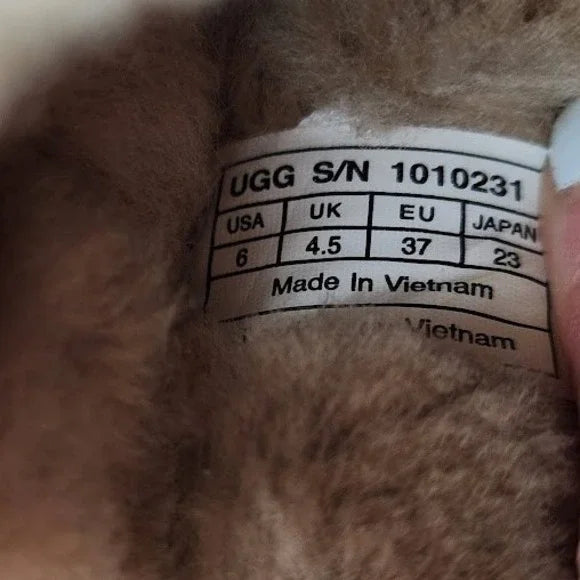 UGG S/N 1010231
USA UK EU JAPAN
6 4.5 37 23
Made In Vietnam
Vietnam